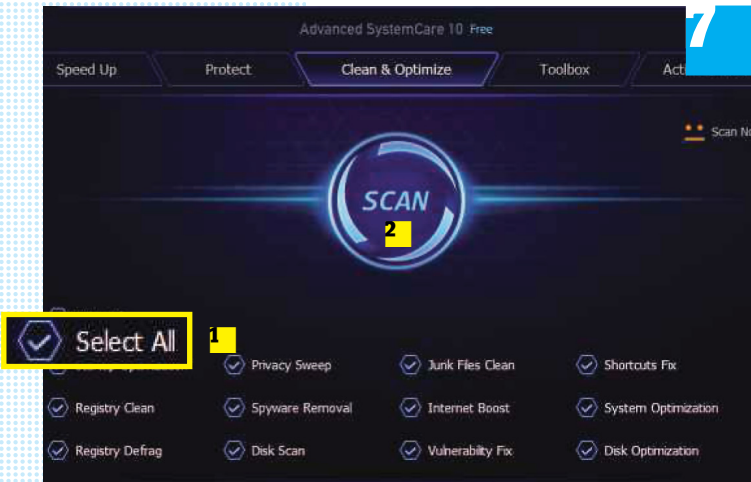 7
Advanced SystemCare 10 Free
Speed Up Protect Clean & Optimize Toolbox
Scan
SCAN
2
Select All
1
Privacy Sweep Junk Files Clean Shortcuts Fix
Registry Clean Spyware Removal Internet Boost System Optimization
Registry Defrag Disk Scan Vulnerability Fix Disk Optimization